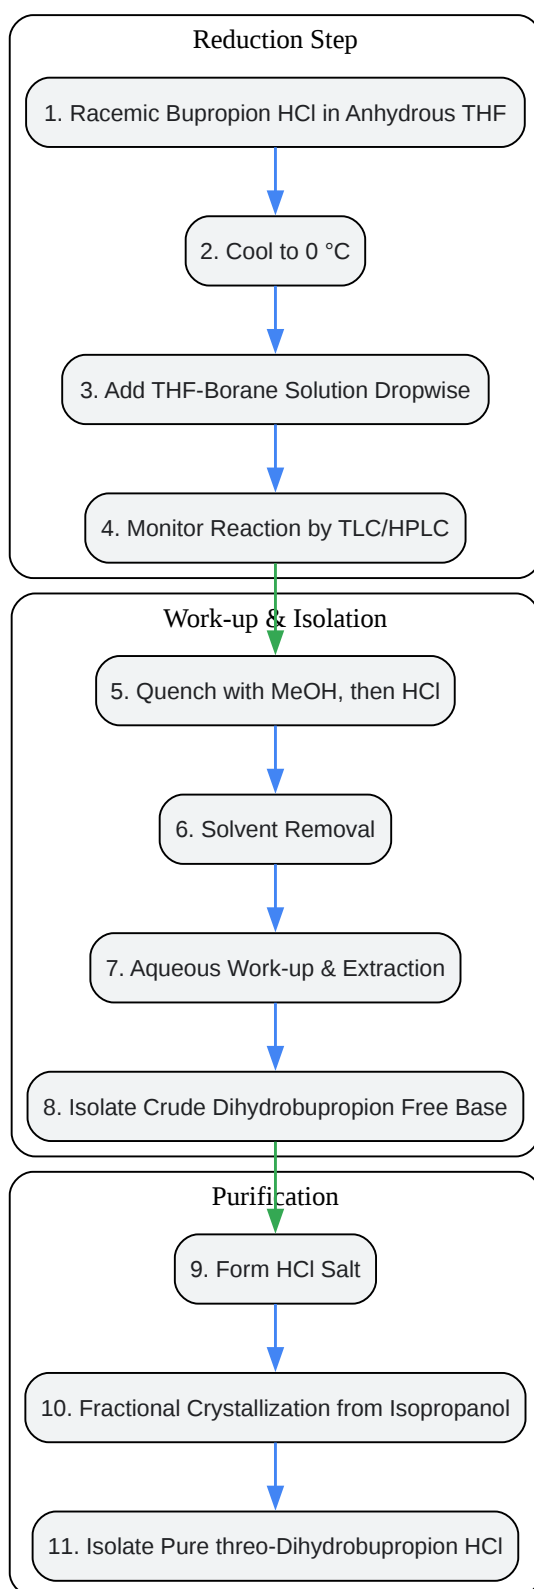 Reduction Step
1. Racemic Bupropion HCl in Anhydrous THF
2. Cool to 0 °C
3. Add THF-Borane Solution Dropwise
4. Monitor Reaction by TLC/HPLC
Work-up & Isolation
5. Quench with MeOH, then HCl
6. Solvent Removal
7. Aqueous Work-up & Extraction
8. Isolate Crude Dihydrobupropion Free Base
Purification
9. Form HCl Salt
10. Fractional Crystallization from Isopropanol
11. Isolate Pure threo-Dihydrobupropion HCl